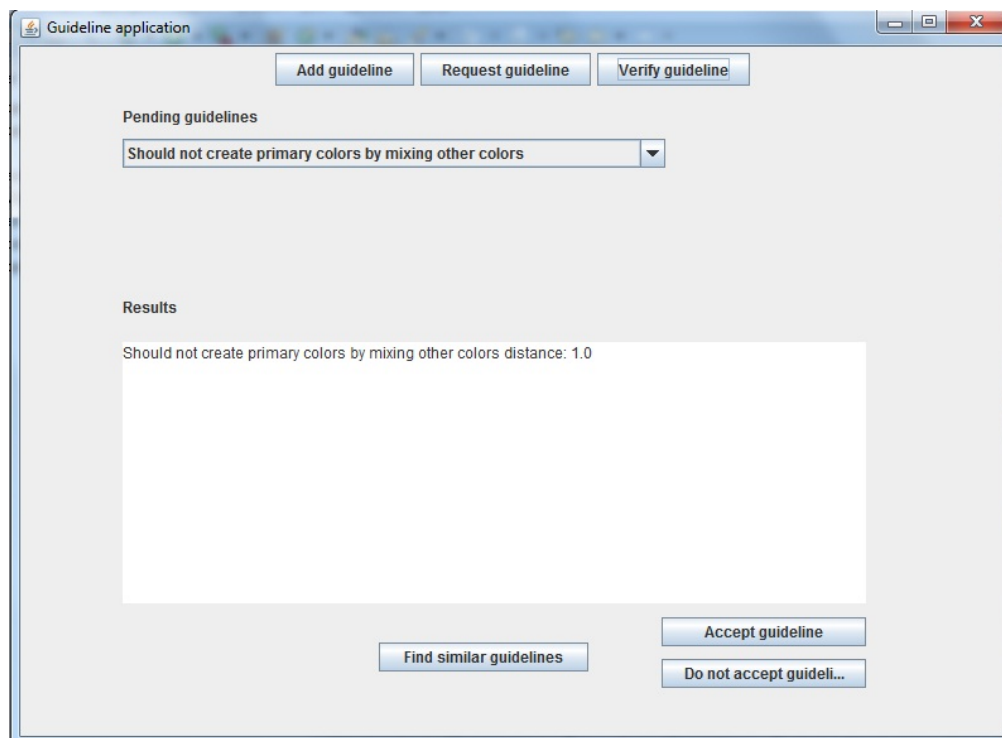 Guideline application
Add guideline Request guideline Verify guideline
Pending guidelines
Should not create primary colors by mixing other colors
Results
Should not create primary colors by mixing other colors distance: 1.0
Accept guideline
Find similar guidelines
Do not accept guideli...